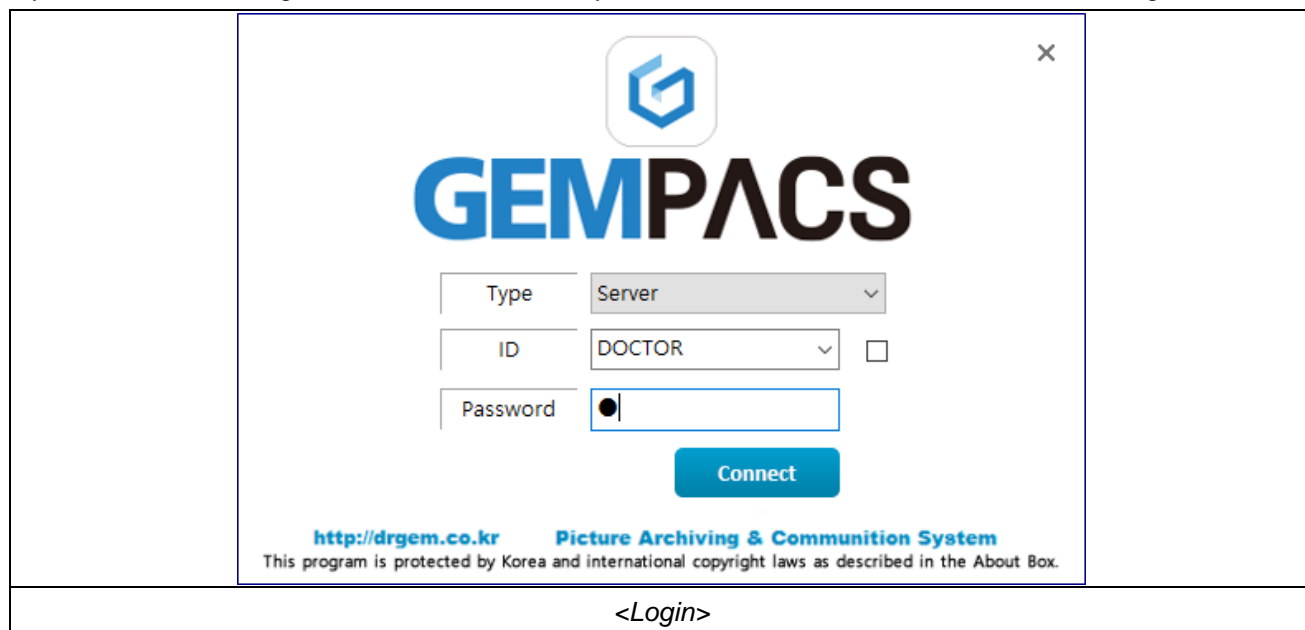 GEMPACS
Type Server
ID DOCTOR
Password ●
Connect
http://drgem.co.kr Picture Archiving & Communition System
This program is protected by Korea and international copyright laws as described in the About Box.
<Login>